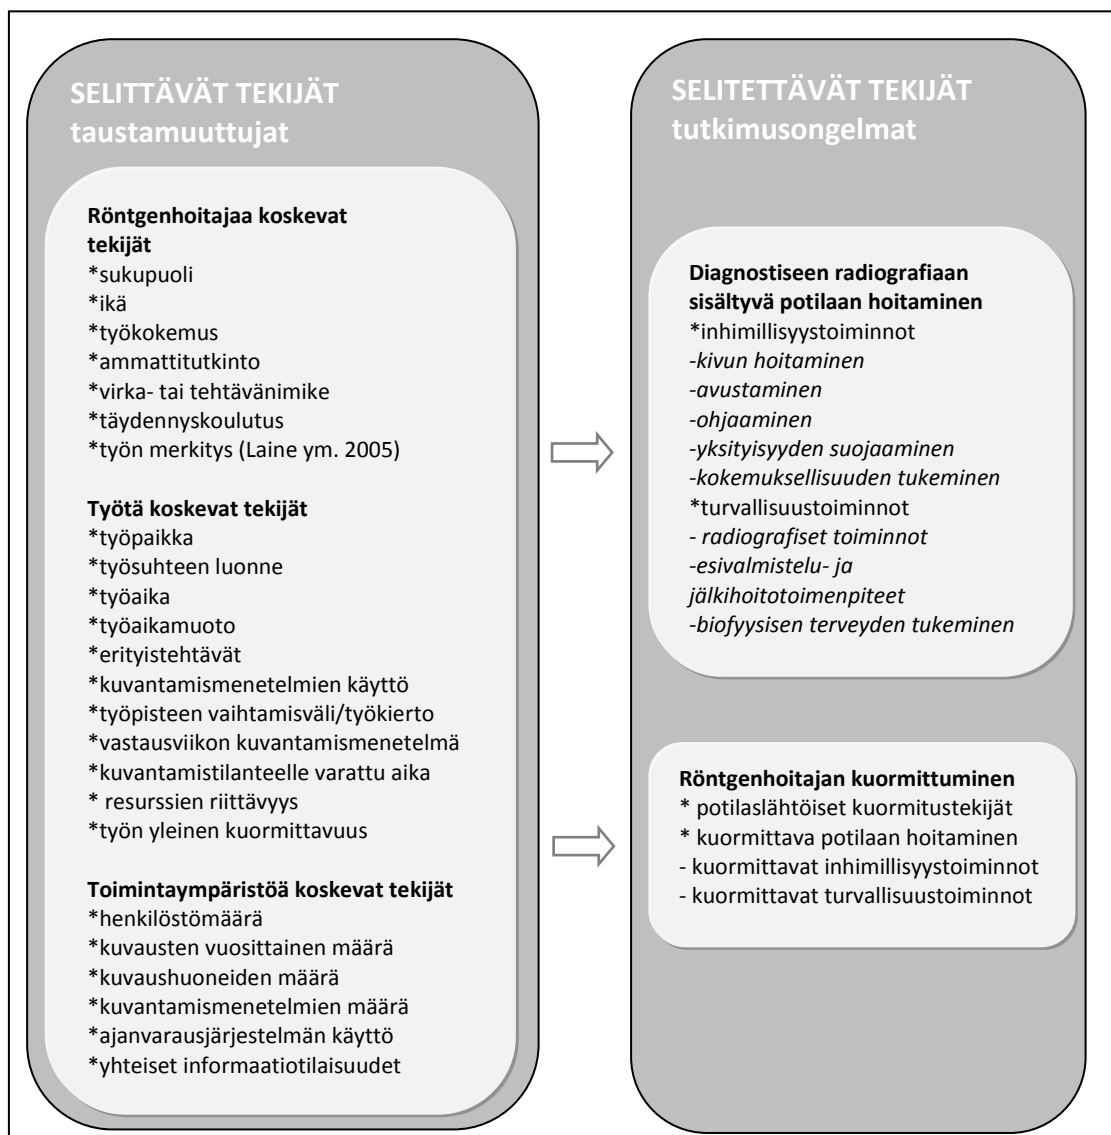 SELITTÄVÄT TEKIJÄT
taustamuuttujat
Röntgenhoitajaa koskevat
tekijät
*sukupuoli
*ikä
*työkokemus
*ammattitutkinto
*virka- tai tehtävänimike
*täydennyskoulutus
*työn merkitys (Laine ym. 2005)
Työtä koskevat tekijät
*työpaikka
*työsuhteen luonne
*työaika
*työaikamuoto
*erityistehtävät
*kuvantamismenetelmien käyttö
*työpisteen vaihtamisväli/työkierto
*vastausviikon kuvantamismenetelmä
*kuvantamistilanteelle varattu aika
* resurssien riittävyys
*työn yleinen kuormittavuus
Toimintaympäristöä koskevat tekijät
*henkilöstömäärä
*kuvausten vuosittainen määrä
*kuvaushuoneiden määrä
*kuvantamismenetelmien määrä
*ajanvarausjärjestelmän käyttö
*yhteiset informaatiotilaisuudet
SELITETTÄVÄT TEKIJÄT
tutkimusongelmat
Diagnostiseen radiografiaan
sisältyvä potilaan hoitaminen
*inhimillisyystoiminnot
-kivun hoitaminen
-avustaminen
-ohjaaminen
-yksityisyyden suojaaminen
-kokemuksellisuuden tukeminen
*turvallisuustoiminnot
- radiografiset toiminnot
-esivalmistelu- ja
jälkihoitotoimenpiteet
-biofyysisen terveyden tukeminen
Röntgenhoitajan kuormittuminen
* potilaslähtöiset kuormitustekijät
* kuormittava potilaan hoitaminen
- kuormittavat inhimillisyystoiminnot
- kuormittavat turvallisuustoiminnot